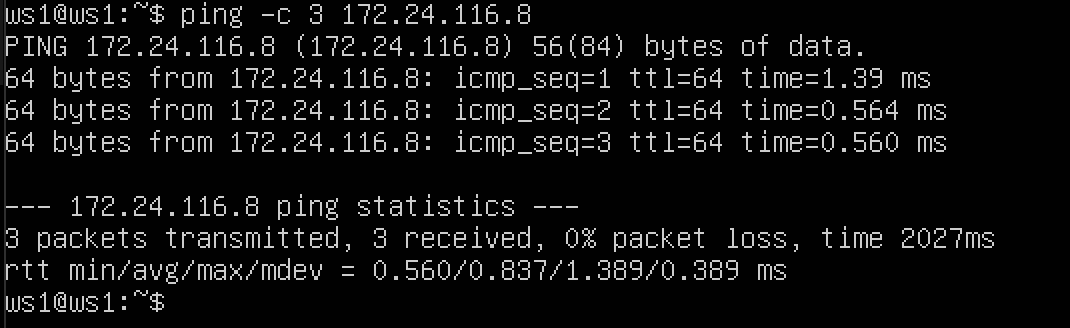 ws1@ws1:~$ ping -c 3 172.24.116.8
PING 172.24.116.8 (172.24.116.8) 56(84) bytes of data.
64 bytes from 172.24.116.8: icmp_seq=1 ttl=64 time=1.39 ms
64 bytes from 172.24.116.8: icmp_seq=2 ttl=64 time=0.564 ms
64 bytes from 172.24.116.8: icmp_seq=3 ttl=64 time=0.560 ms
--- 172.24.116.8 ping statistics ---
3 packets transmitted, 3 received, 0% packet loss, time 2027ms
rtt min/avg/max/mdev = 0.560/0.837/1.389/0.389 ms
ws1@ws1:~$